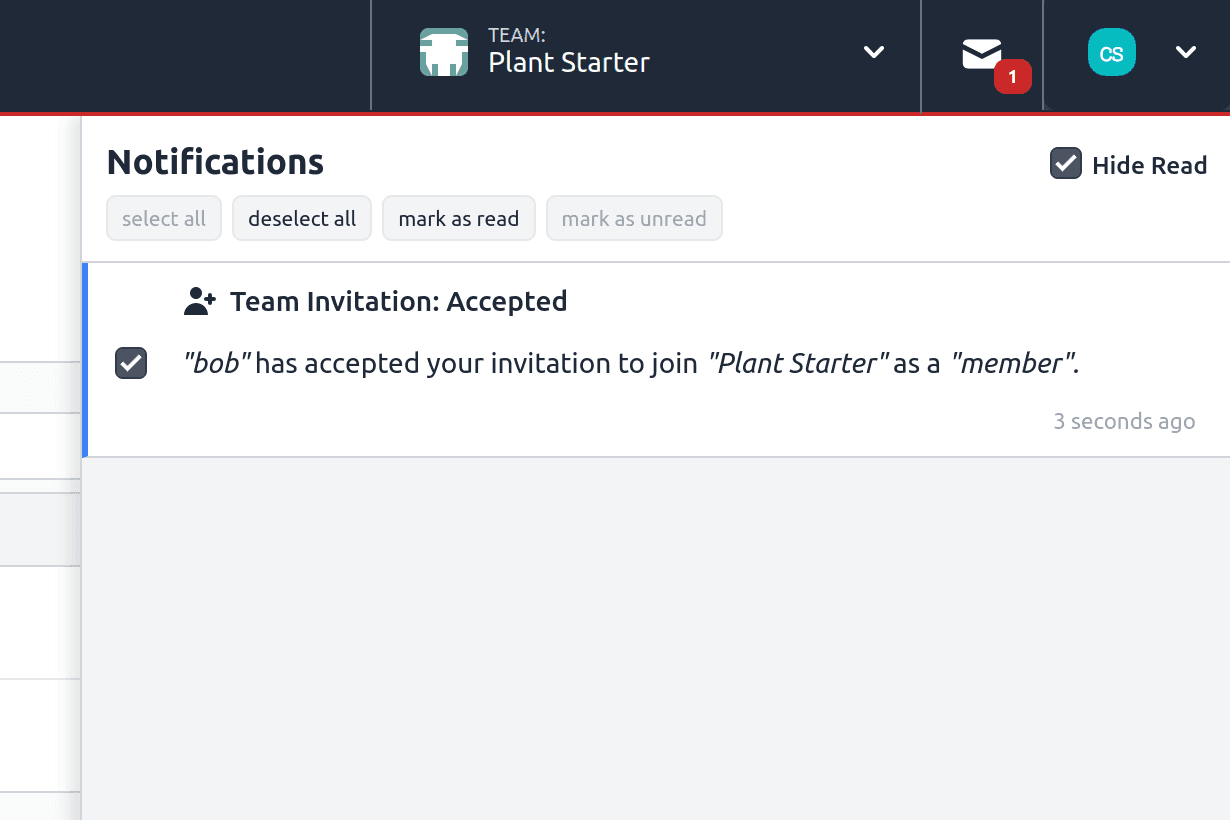 TEAM:
Plant Starter
1
CS
Notifications
Hide Read
select all deselect all mark as read mark as unread
Team Invitation: Accepted
"bob" has accepted your invitation to join "Plant Starter" as a "member".
3 seconds ago